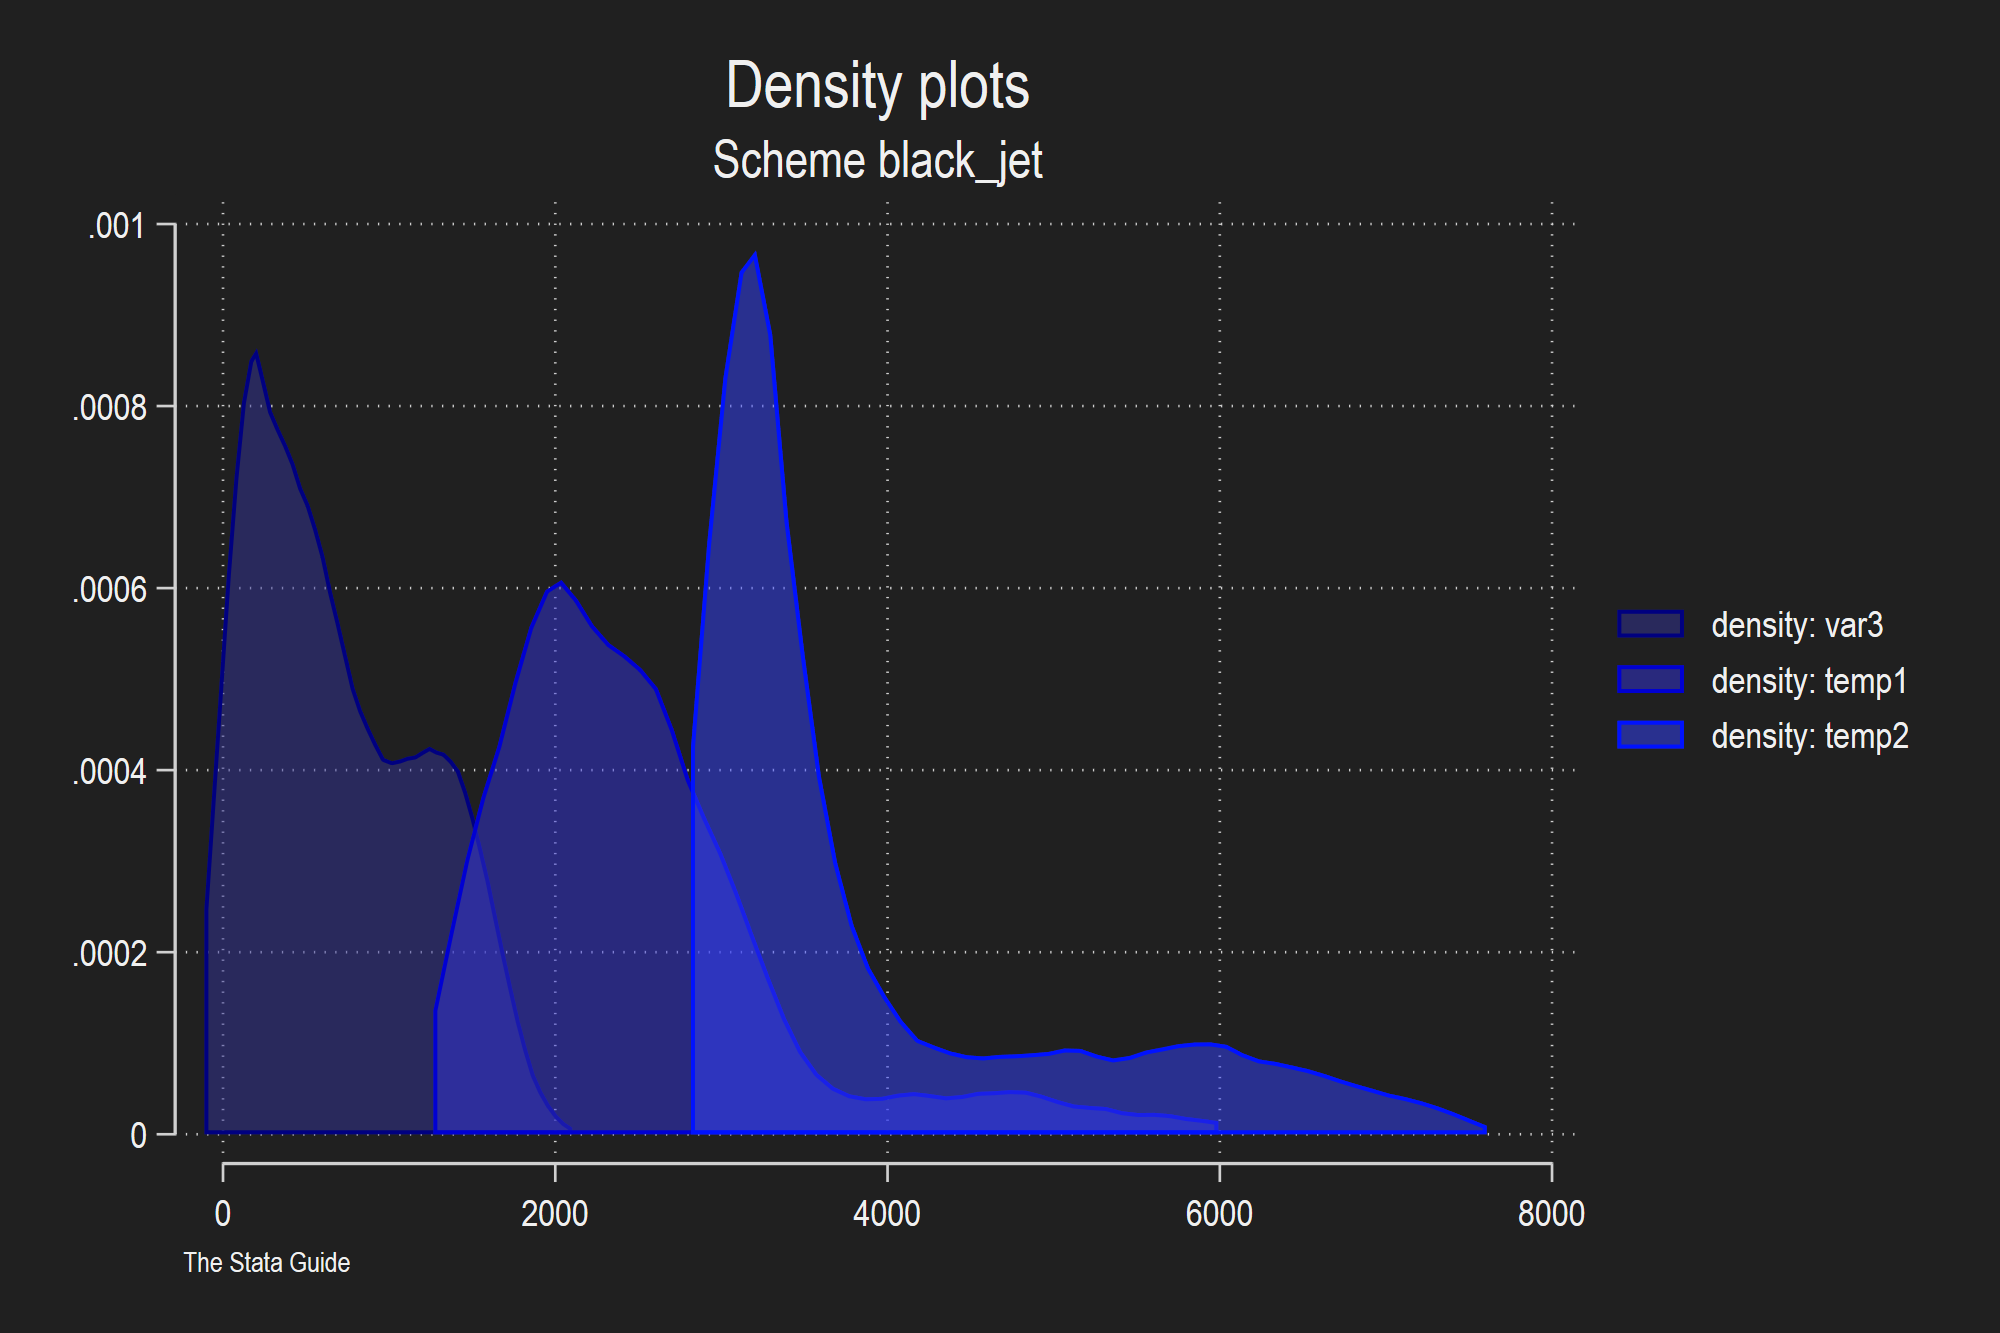 Density plots
Scheme black_jet
.001
.0008
.0006
.0004
.0002
0
density: var3
density: temp1
density: temp2
0 2000 4000 6000 8000
The Stata Guide